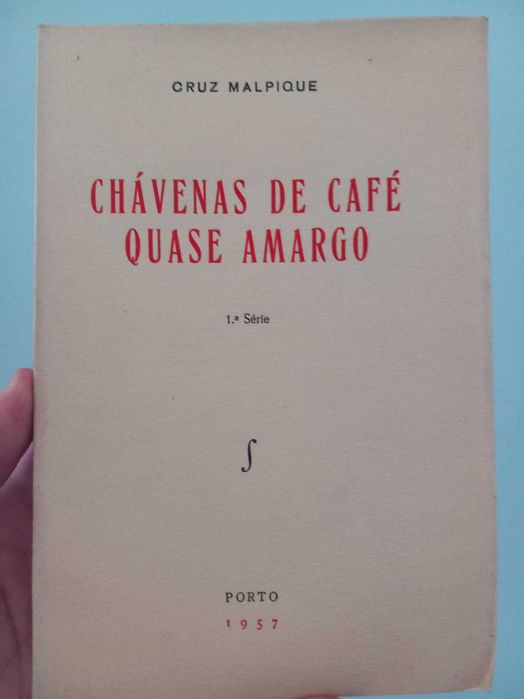 CRUZ MALPIQUE
CHÁVENAS DE CAFÉ
QUASE AMARGO
1.ª Série
∫
PORTO
1957